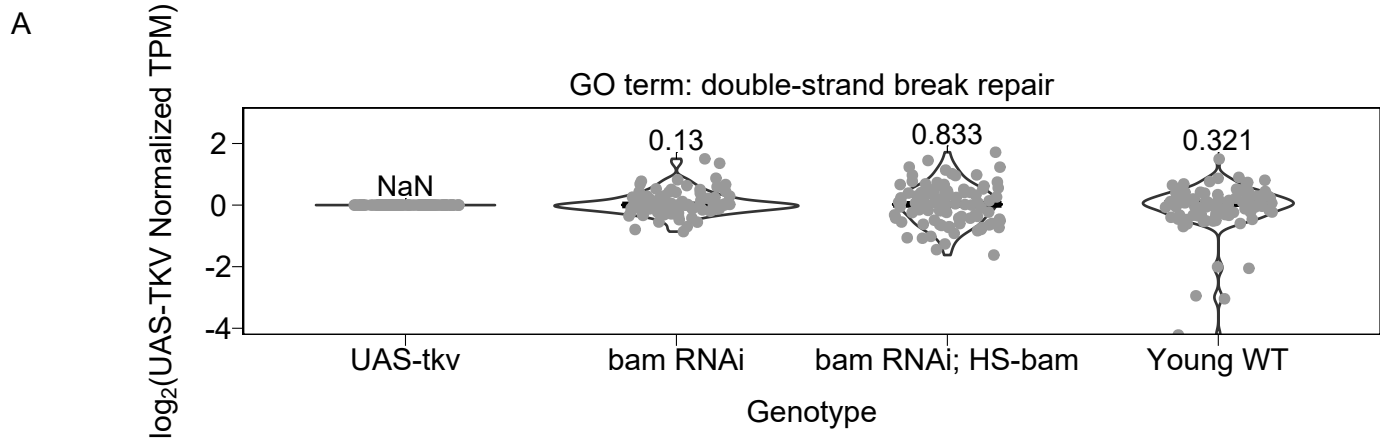 A
log₂(UAS-TKV Normalized TPM)
GO term: double-strand break repair
2
0
-2
-4
NaN
0.13
0.833
0.321
UAS-tkv
bam RNAi
bam RNAi; HS-bam
Young WT
Genotype